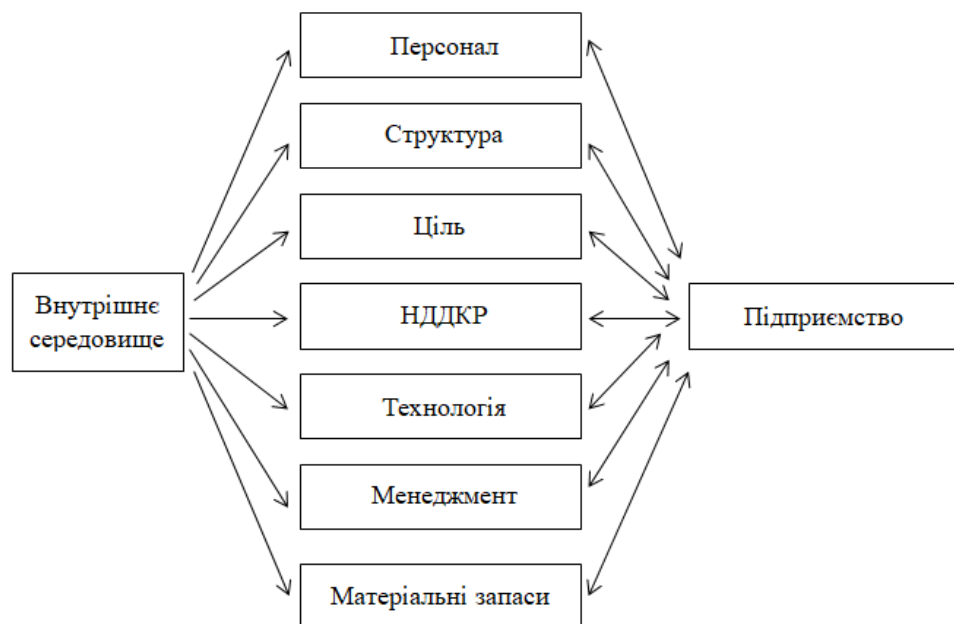 Персонал
Структура
Ціль
Внутрішнє
середовище
НДДКР
Підприємство
Технологія
Менеджмент
Матеріальні запаси